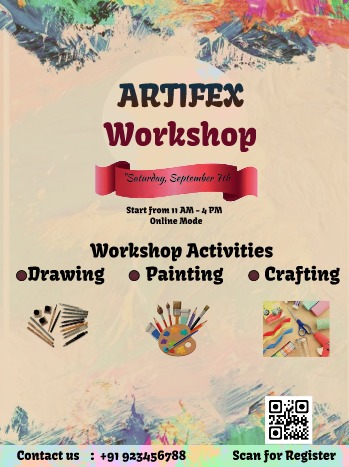 ARTIFEX
Workshop
"Saturday, September 7th
Start from 11 AM - 4 PM
Online Mode
Workshop Activities
Drawing Painting Crafting
Contact us : +91 923456788 Scan for Register